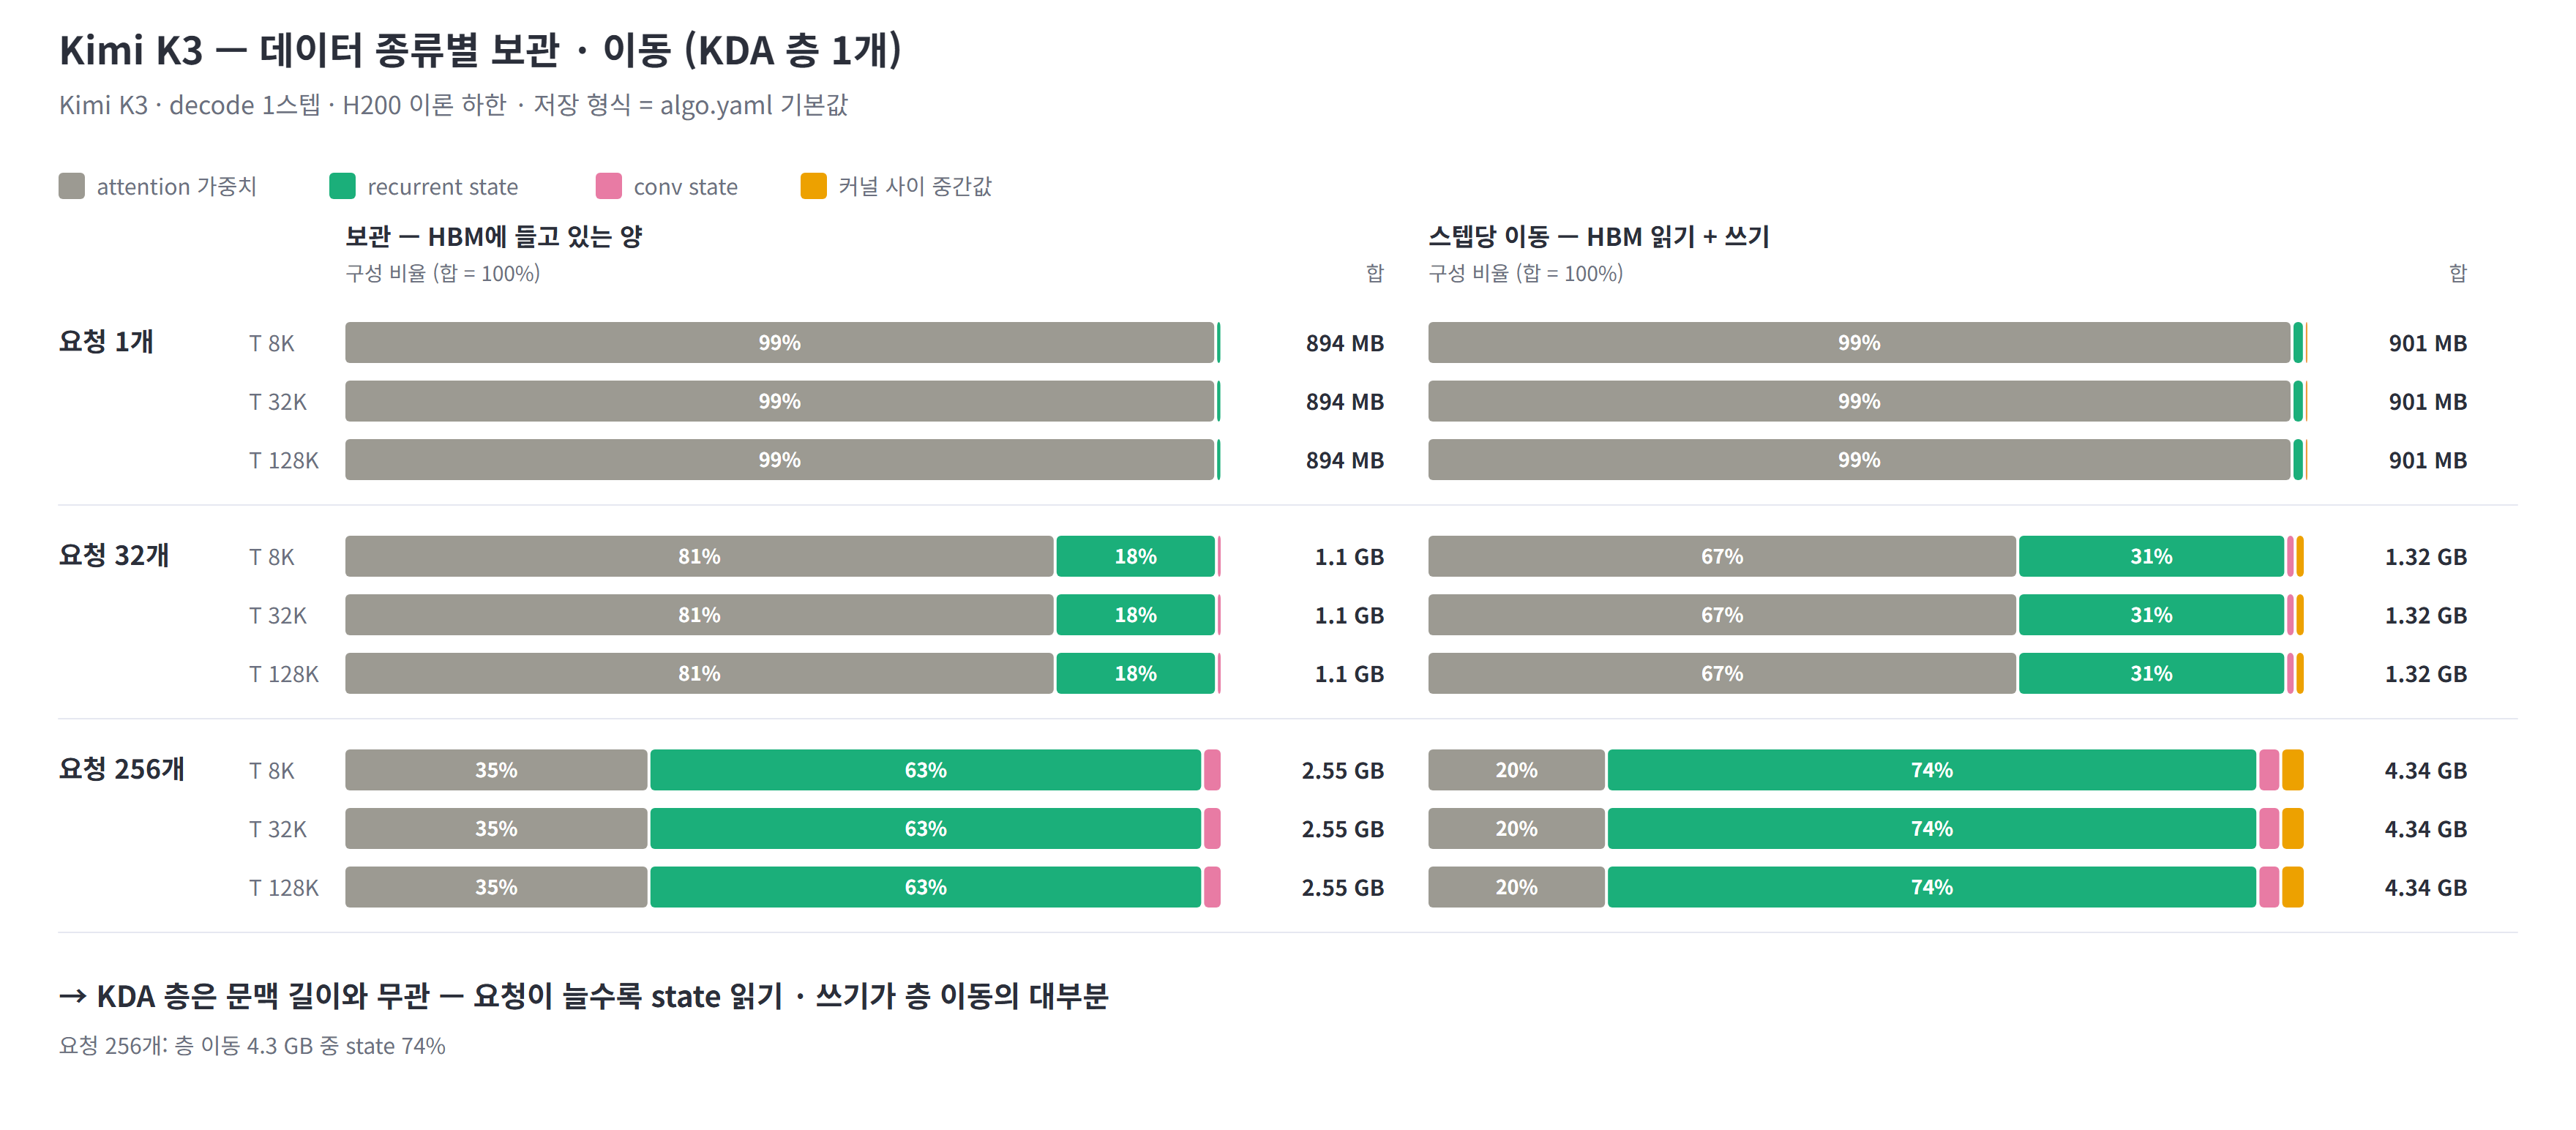 Kimi K3 — 데이터 종류별 보관 · 이동 (KDA 층 1개)
Kimi K3 · decode 1스텝 · H200 이론 하한 · 저장 형식 = algo.yaml 기본값
attention 가중치 recurrent state conv state 커널 사이 중간값
보관 — HBM에 들고 있는 양 스텝당 이동 — HBM 읽기 + 쓰기
구성 비율 (합 = 100%) 합 구성 비율 (합 = 100%) 합
요청 1개 T 8K 99% 894 MB 99% 901 MB
T 32K 99% 894 MB 99% 901 MB
T 128K 99% 894 MB 99% 901 MB
요청 32개 T 8K 81% 18% 1.1 GB 67% 31% 1.32 GB
T 32K 81% 18% 1.1 GB 67% 31% 1.32 GB
T 128K 81% 18% 1.1 GB 67% 31% 1.32 GB
요청 256개 T 8K 35% 63% 2.55 GB 20% 74% 4.34 GB
T 32K 35% 63% 2.55 GB 20% 74% 4.34 GB
T 128K 35% 63% 2.55 GB 20% 74% 4.34 GB
→ KDA 층은 문맥 길이와 무관 — 요청이 늘수록 state 읽기 · 쓰기가 층 이동의 대부분
요청 256개: 층 이동 4.3 GB 중 state 74%